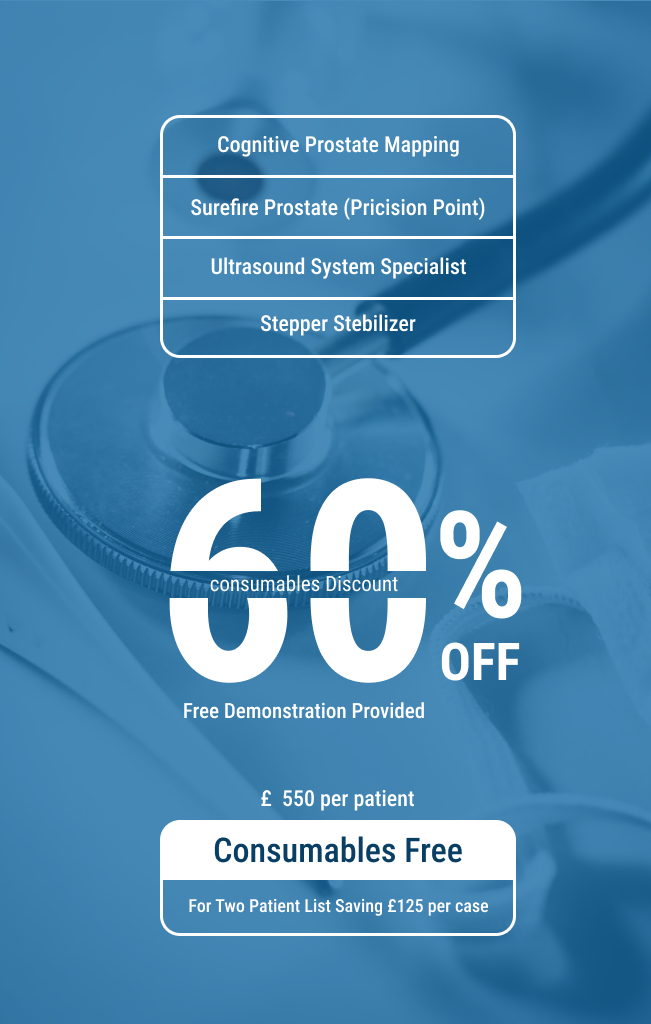 Cognitive Prostate Mapping
Surefire Prostate (Pricision Point)
Ultrasound System Specialist
Stepper Stebilizer
60%
consumables Discount
OFF
Free Demonstration Provided
£ 550 per patient
Consumables Free
For Two Patient List Saving £125 per case